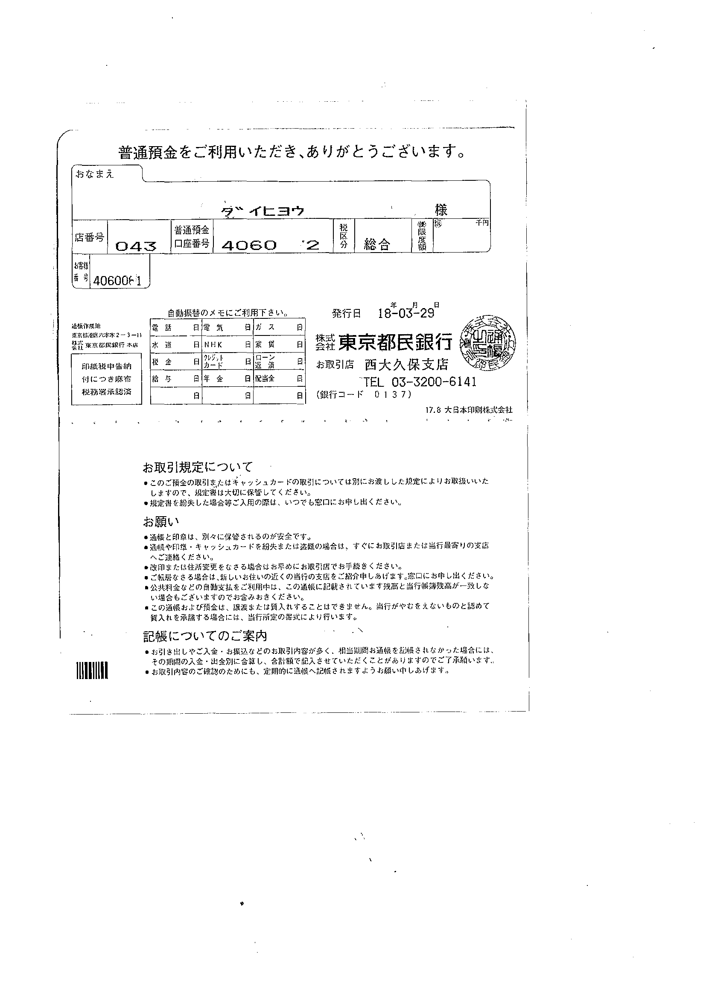 普通預金をご利用いただき、ありがとうございます。
おなまえ
ダイヒヨウ 様
店番号 043 普通預金口座番号 4060 2 税区分 総合 限度額 千円
お客様番号
自動振替のメモにご利用下さい。
発行日 18年-03月-29日
通帳作成地
東京都港区六本木2-3-11
株式会社 東京都民銀行 本店
印紙税申告納
付につき麻布
税務署承認済
電話 日 電気 日 ガス 日
水道 日 NHK 日 家賃 日
税金 日 クレジットカード 日 ローン返済 日
給与 日 年金 日 配当金 日
日 日 日
株式会社 東京都民銀行
お取引店 西大久保支店
TEL 03-3200-6141
(銀行コード 0137)
17.8 大日本印刷株式会社
お取引規定について
●このご預金の取引またはキャッシュカードの取引については別にお渡しした規定によりお取扱いいた
しますので、規定書は大切に保管してください。
●規定書を紛失した場合等ご入用の際は、いつでも窓口にお申し出ください。
お願い
●通帳と印章は、別々に保管されるのが安全です。
●通帳や印章・キャッシュカードを紛失または盗難の場合は、すぐにお取引店または当行最寄りの支店
へご連絡ください。
●改印または住所変更をなさる場合はお早めにお取引店でお手続きください。
●ご転居なさる場合は、新しいお住いの近くの当行の支店をご紹介申しあげます。窓口にお申し出ください。
●公共料金などの自動支払をご利用中は、この通帳に記載されています残高と当行帳簿残高が一致しな
い場合もございますのでお含みおきください。
●この通帳および預金は、譲渡または質入れすることはできません。当行がやむをえないものと認めて
質入れを承諾する場合には、当行所定の書式により行います。
記帳についてのご案内
●お引き出しやご入金・お振込などのお取引内容が多く、相当期間お通帳を記帳されなかった場合には、
その期間の入金・出金別に合算し、合計額で記入させていただくことがありますのでご了承願います。
●お取引内容のご確認のためにも、定期的に通帳へ記帳されますようお願い申しあげます。